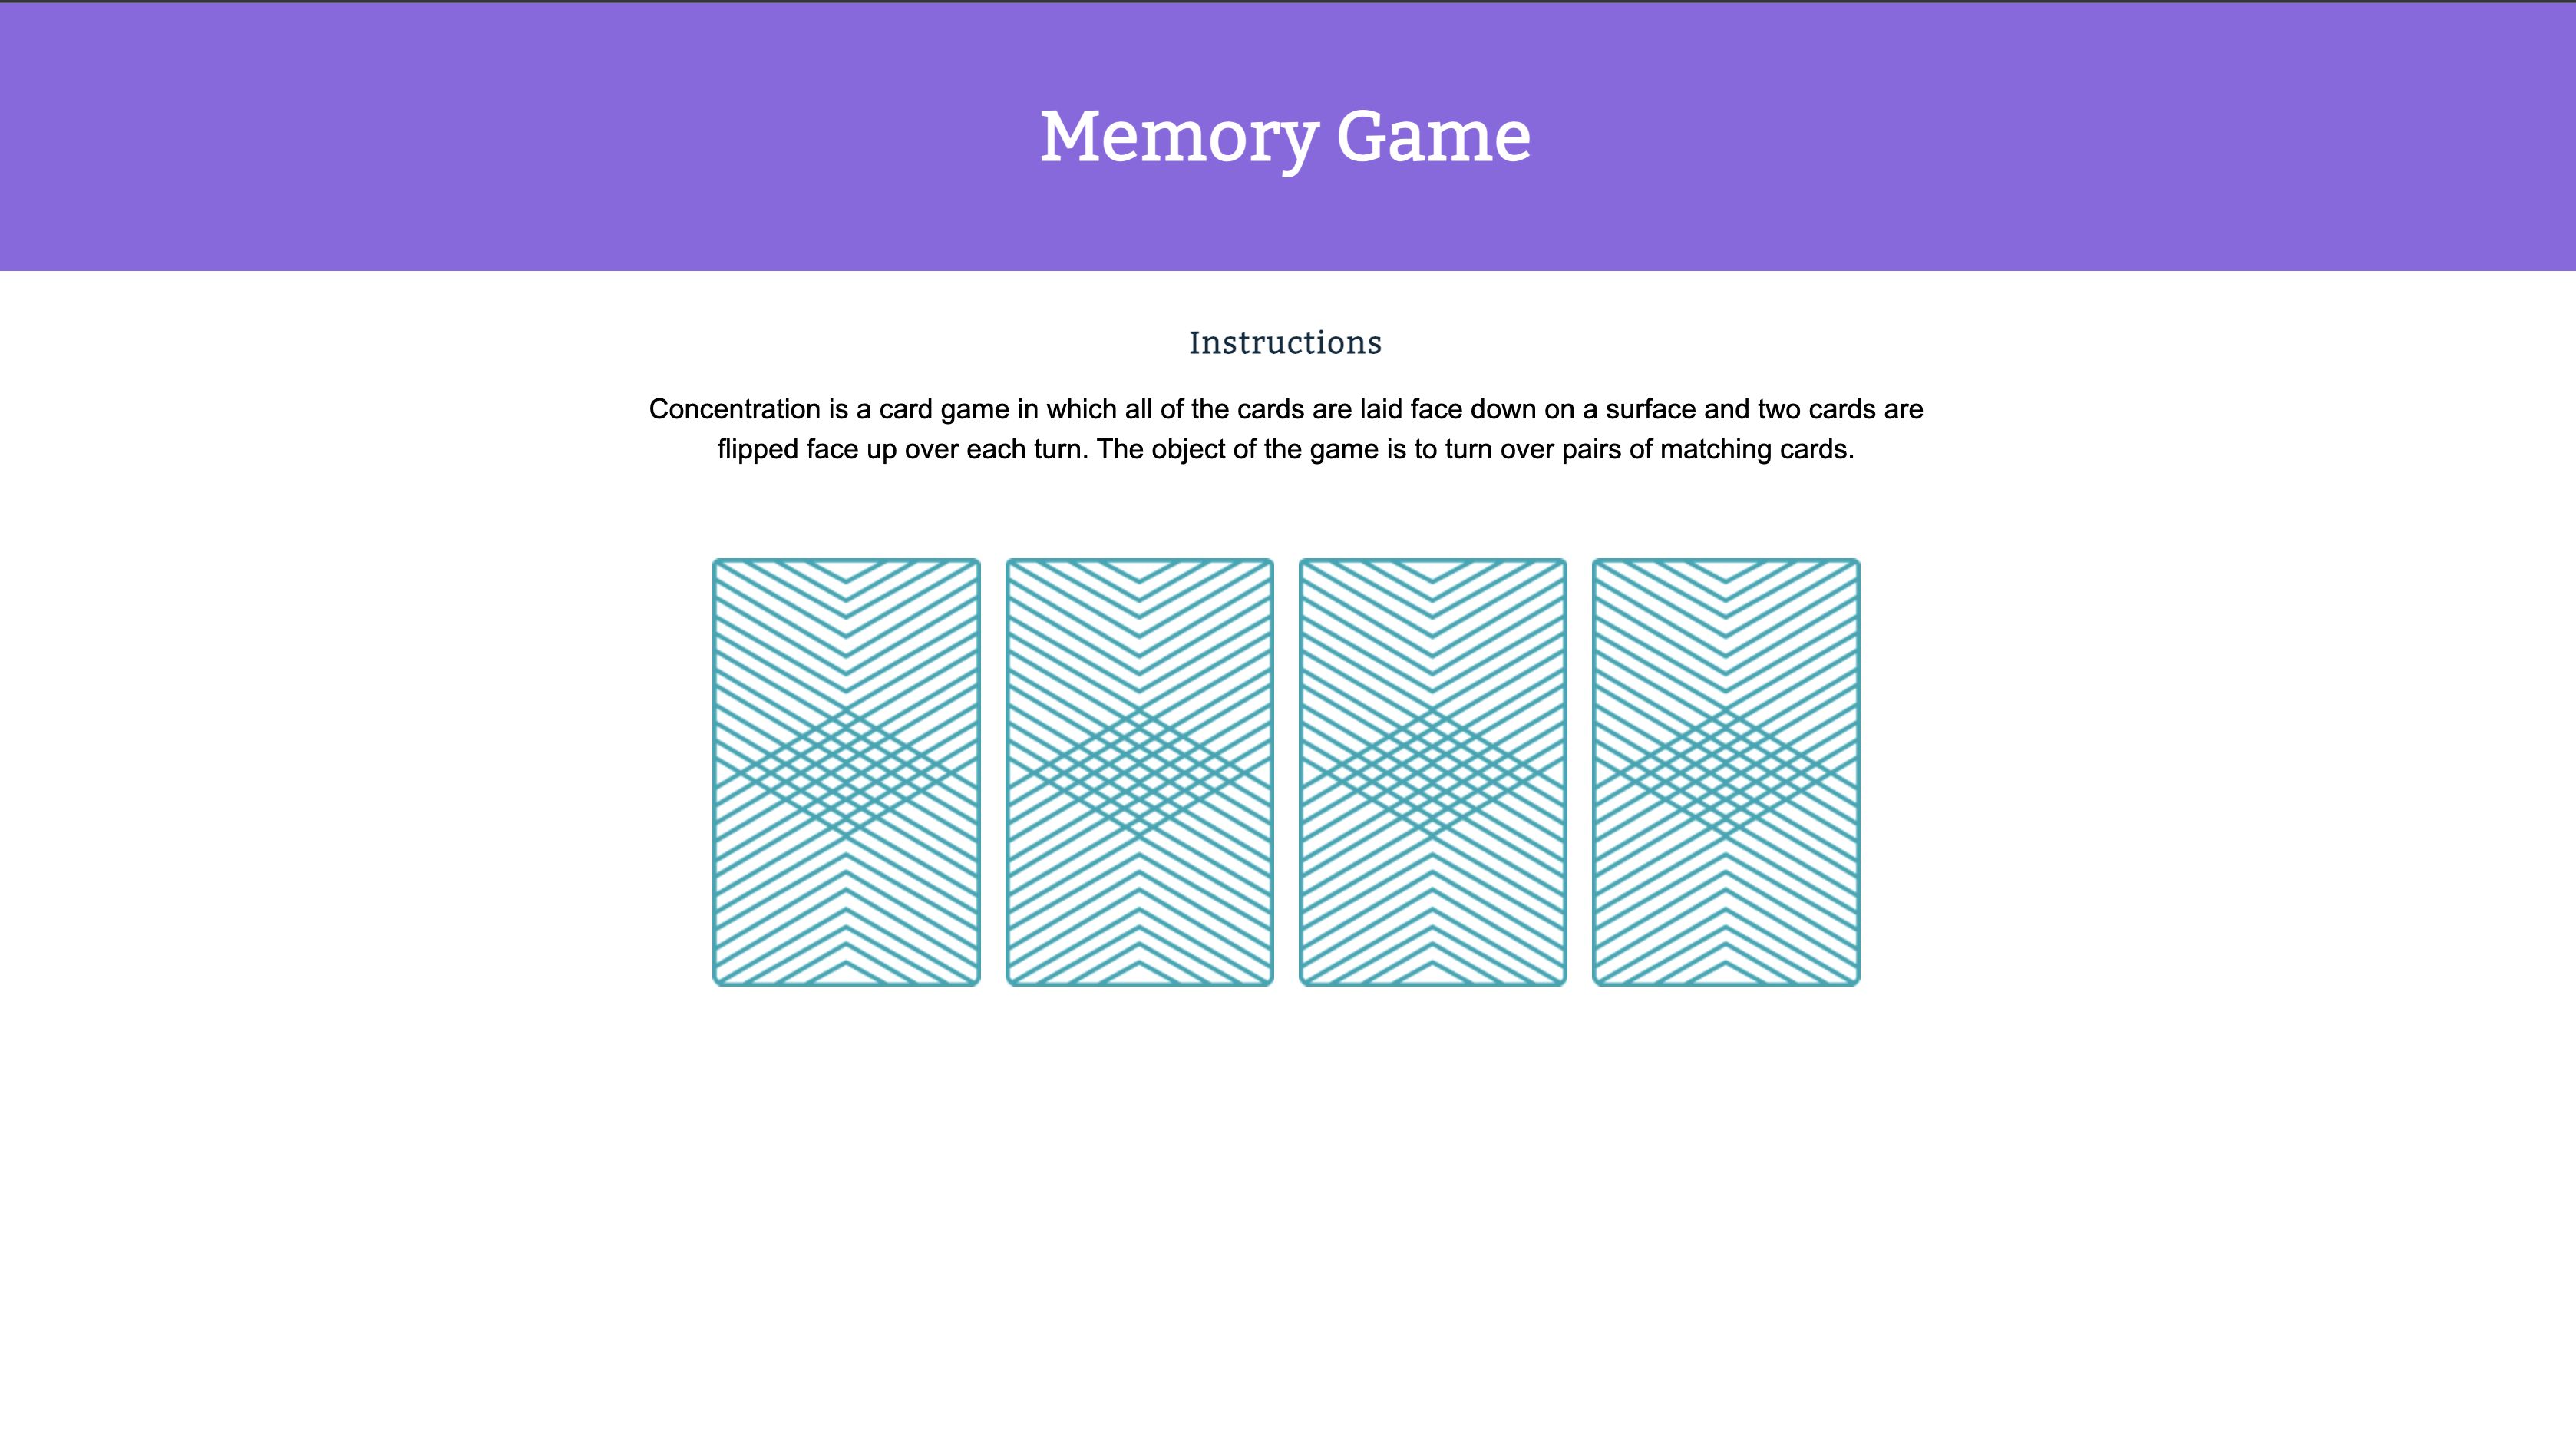 Memory Game
Instructions
Concentration is a card game in which all of the cards are laid face down on a surface and two cards are
flipped face up over each turn. The object of the game is to turn over pairs of matching cards.